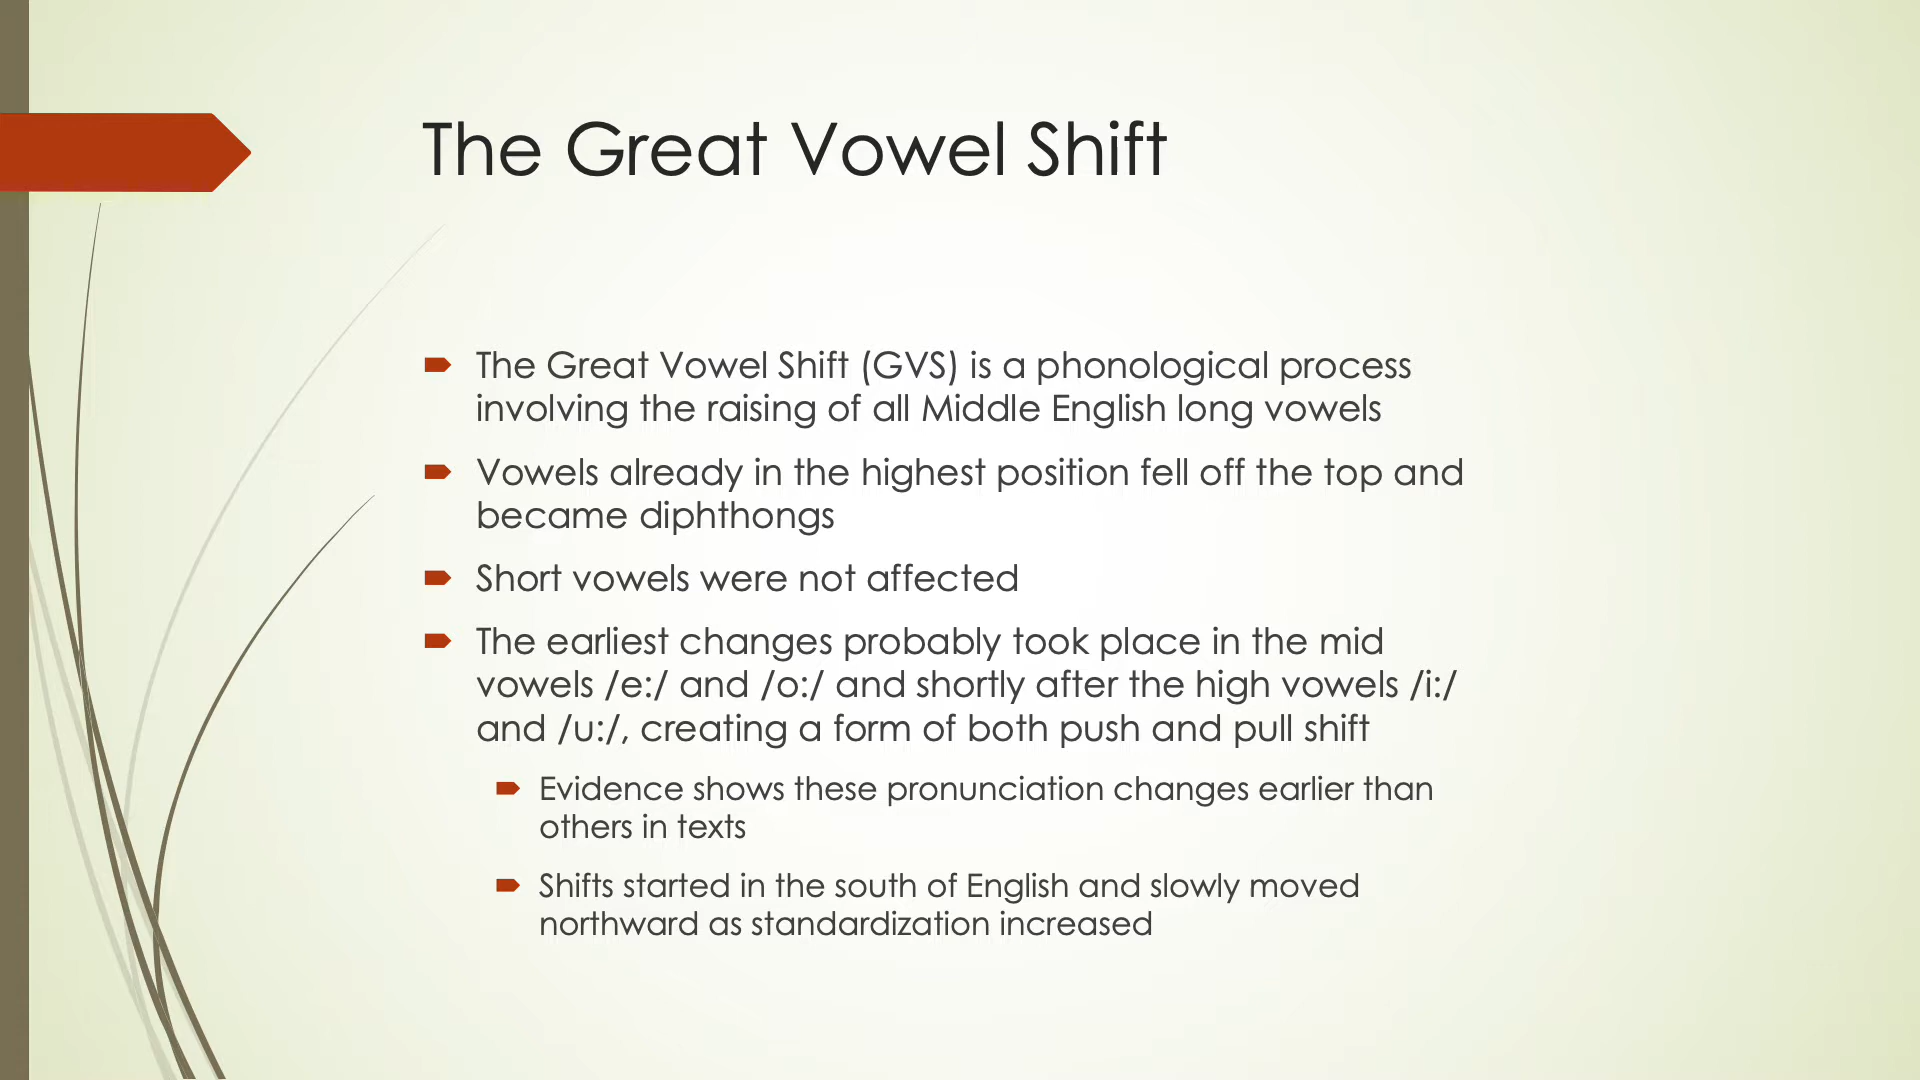 The Great Vowel Shift
The Great Vowel Shift (GVS) is a phonological process
involving the raising of all Middle English long vowels
Vowels already in the highest position fell off the top and
became diphthongs
Short vowels were not affected
The earliest changes probably took place in the mid
vowels /e:/ and /o:/ and shortly after the high vowels /i:/
and /u:/, creating a form of both push and pull shift
Evidence shows these pronunciation changes earlier than
others in texts
Shifts started in the south of English and slowly moved
northward as standardization increased